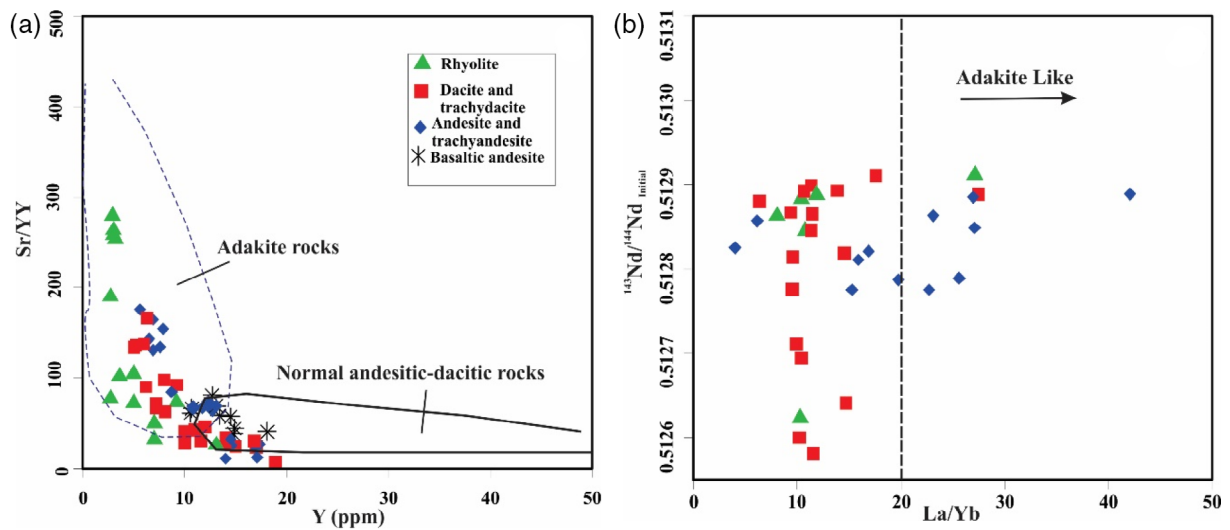 (a)
500
400
300
200
100
0
Sr/YY
0
10
20
30
40
50
Y (ppm)
Rhyolite
Dacite and
trachydacite
Andesite and
trachyandesite
Basaltic andesite
Adakite rocks
Normal andesitic-dacitic rocks
(b)
0.5131
0.5130
0.5129
0.5128
0.5127
0.5126
¹⁴³Nd/¹⁴⁴Nd Initial
0
10
20
30
40
50
La/Yb
Adakite Like